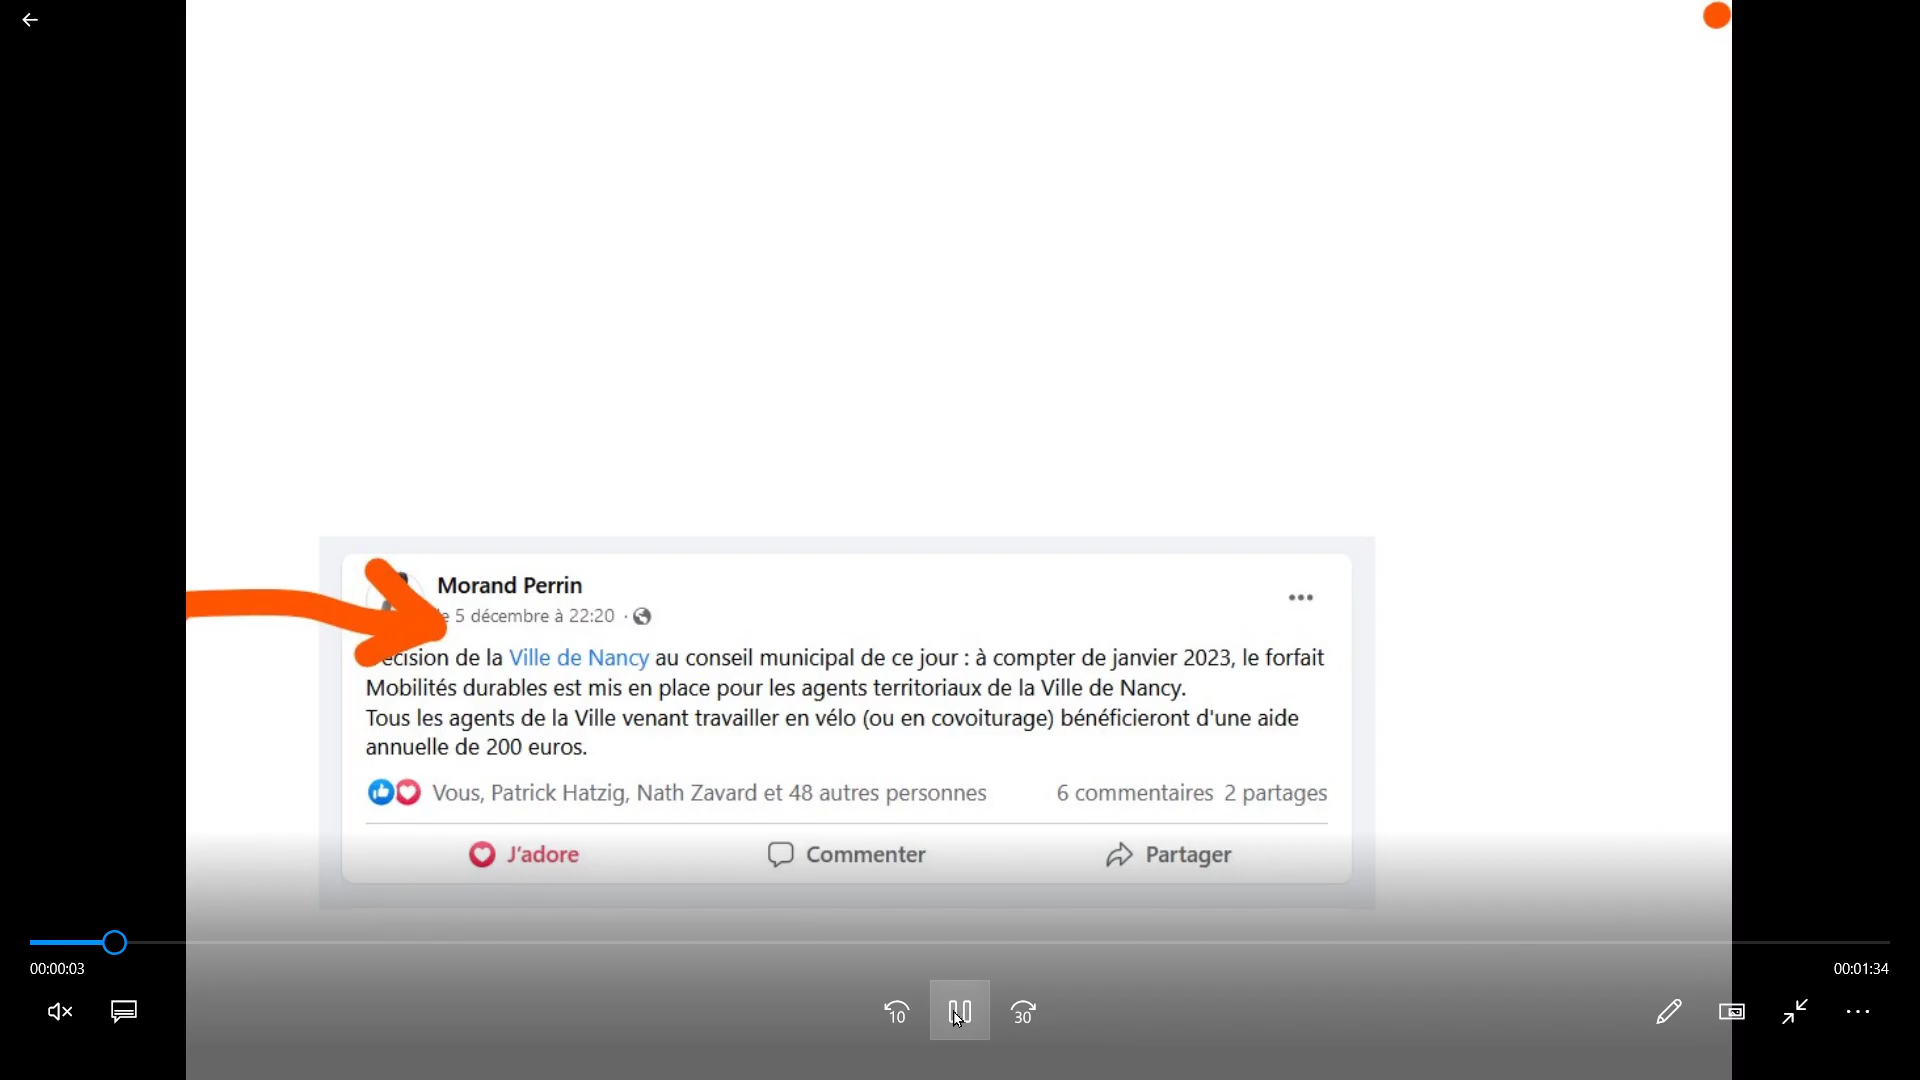 Morand Perrin
5 décembre à 22:20 ·
de la Ville de Nancy au conseil municipal de ce jour : à compter de janvier 2023, le forfait
Mobilités durables est mis en place pour les agents territoriaux de la Ville de Nancy.
Tous les agents de la Ville venant travailler en vélo (ou en covoiturage) bénéficieront d'une aide
annuelle de 200 euros.
Vous, Patrick Hatzig, Nath Zavard et 48 autres personnes 6 commentaires 2 partages
J'adore Commenter Partager
00:00:03 00:01:34
10 30